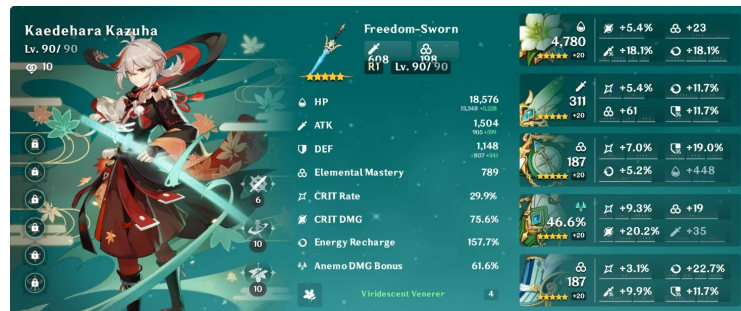 Kaedehara Kazuha
Lv. 90/ 90
10
6
10
10
Freedom-Sworn
608
198
R1 Lv. 90/ 90
HP 18,576
13,348 +5,228
ATK 1,504
905 +599
DEF 1,148
807 +341
Elemental Mastery 789
CRIT Rate 29.9%
CRIT DMG 75.6%
Energy Recharge 157.7%
Anemo DMG Bonus 61.6%
Viridescent Venerer 4
4,780
+20
+5.4% +23
+18.1% +18.1%
311
+20
+5.4% +11.7%
+61 +11.7%
187
+20
+7.0% +19.0%
+5.2% +448
46.6%
+20
+9.3% +19
+20.2% +35
187
+20
+3.1% +22.7%
+9.9% +11.7%